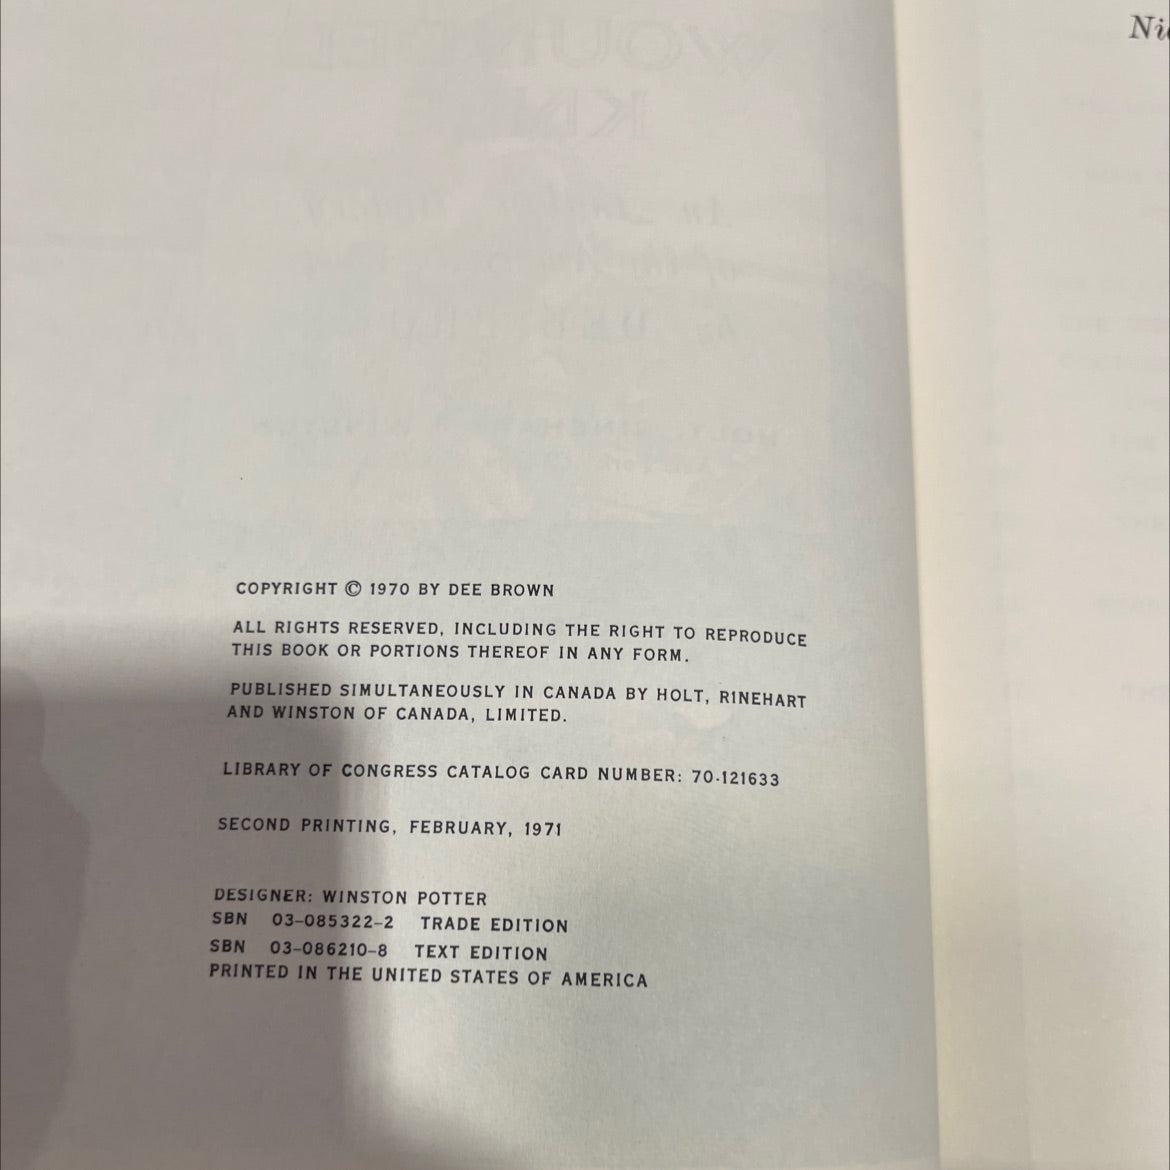 Nic
COPYRIGHT © 1970 BY DEE BROWN
ALL RIGHTS RESERVED, INCLUDING THE RIGHT TO REPRODUCE
THIS BOOK OR PORTIONS THEREOF IN ANY FORM.
PUBLISHED SIMULTANEOUSLY IN CANADA BY HOLT, RINEHART
AND WINSTON OF CANADA, LIMITED.
LIBRARY OF CONGRESS CATALOG CARD NUMBER: 70-121633
SECOND PRINTING, FEBRUARY, 1971
DESIGNER: WINSTON POTTER
SBN 03-085322-2 TRADE EDITION
SBN 03-086210-8 TEXT EDITION
PRINTED IN THE UNITED STATES OF AMERICA